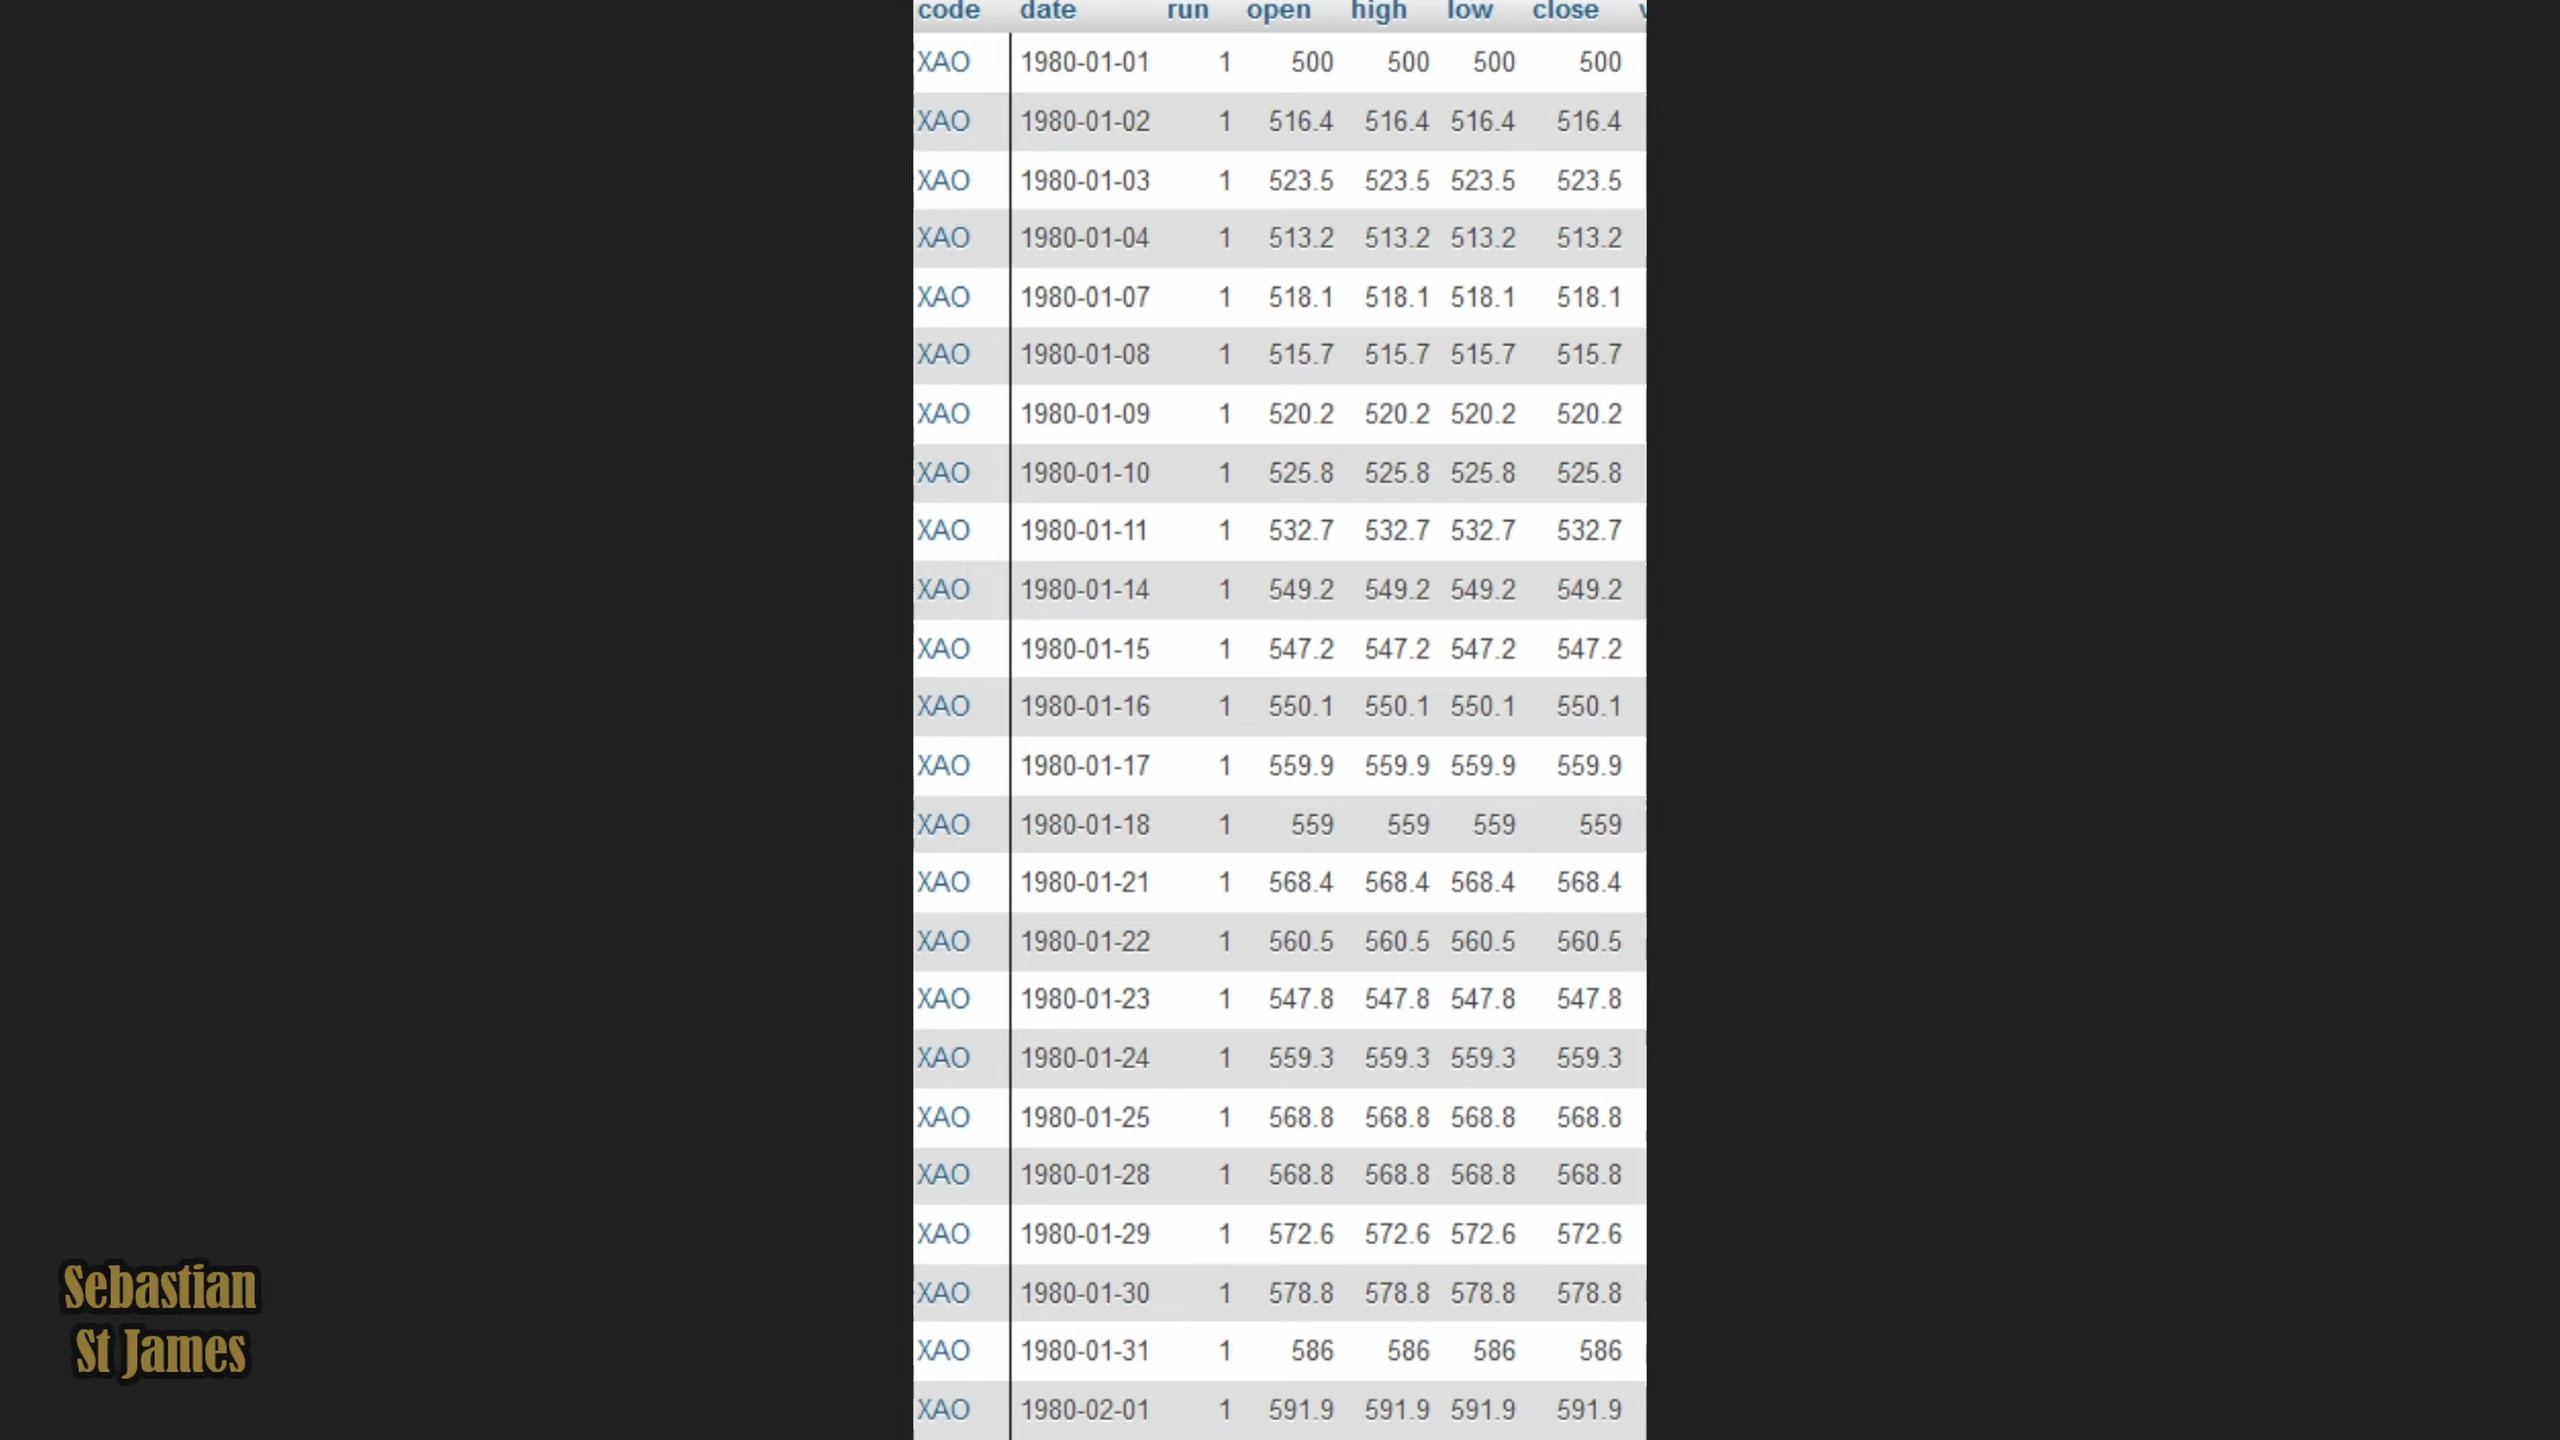 code date run open high low close
XAO 1980-01-01 1 500 500 500 500
XAO 1980-01-02 1 516.4 516.4 516.4 516.4
XAO 1980-01-03 1 523.5 523.5 523.5 523.5
XAO 1980-01-04 1 513.2 513.2 513.2 513.2
XAO 1980-01-07 1 518.1 518.1 518.1 518.1
XAO 1980-01-08 1 515.7 515.7 515.7 515.7
XAO 1980-01-09 1 520.2 520.2 520.2 520.2
XAO 1980-01-10 1 525.8 525.8 525.8 525.8
XAO 1980-01-11 1 532.7 532.7 532.7 532.7
XAO 1980-01-14 1 549.2 549.2 549.2 549.2
XAO 1980-01-15 1 547.2 547.2 547.2 547.2
XAO 1980-01-16 1 550.1 550.1 550.1 550.1
XAO 1980-01-17 1 559.9 559.9 559.9 559.9
XAO 1980-01-18 1 559 559 559 559
XAO 1980-01-21 1 568.4 568.4 568.4 568.4
XAO 1980-01-22 1 560.5 560.5 560.5 560.5
XAO 1980-01-23 1 547.8 547.8 547.8 547.8
XAO 1980-01-24 1 559.3 559.3 559.3 559.3
XAO 1980-01-25 1 568.8 568.8 568.8 568.8
XAO 1980-01-28 1 568.8 568.8 568.8 568.8
XAO 1980-01-29 1 572.6 572.6 572.6 572.6
XAO 1980-01-30 1 578.8 578.8 578.8 578.8
XAO 1980-01-31 1 586 586 586 586
XAO 1980-02-01 1 591.9 591.9 591.9 591.9
Sebastian
St James